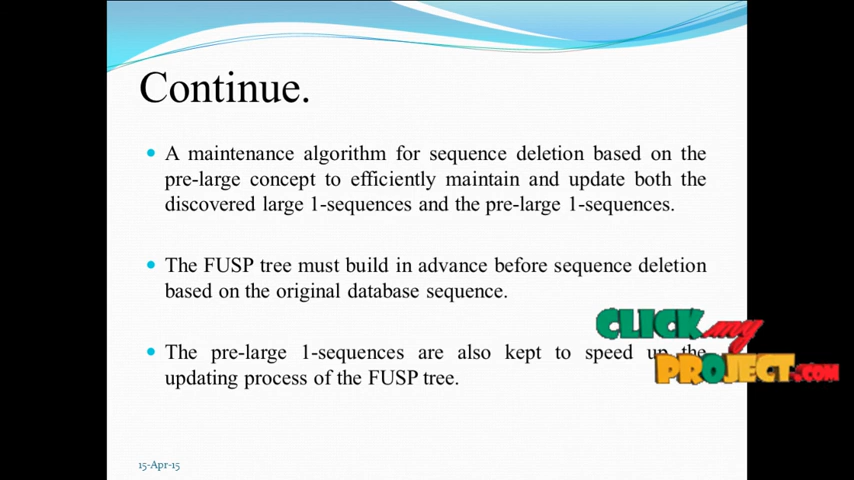 Continue.
• A maintenance algorithm for sequence deletion based on the
pre-large concept to efficiently maintain and update both the
discovered large 1-sequences and the pre-large 1-sequences.
• The FUSP tree must build in advance before sequence deletion
based on the original database sequence.
• The pre-large 1-sequences are also kept to speed up the
updating process of the FUSP tree.
CLICK my
PROJECT.COM
15-Apr-15